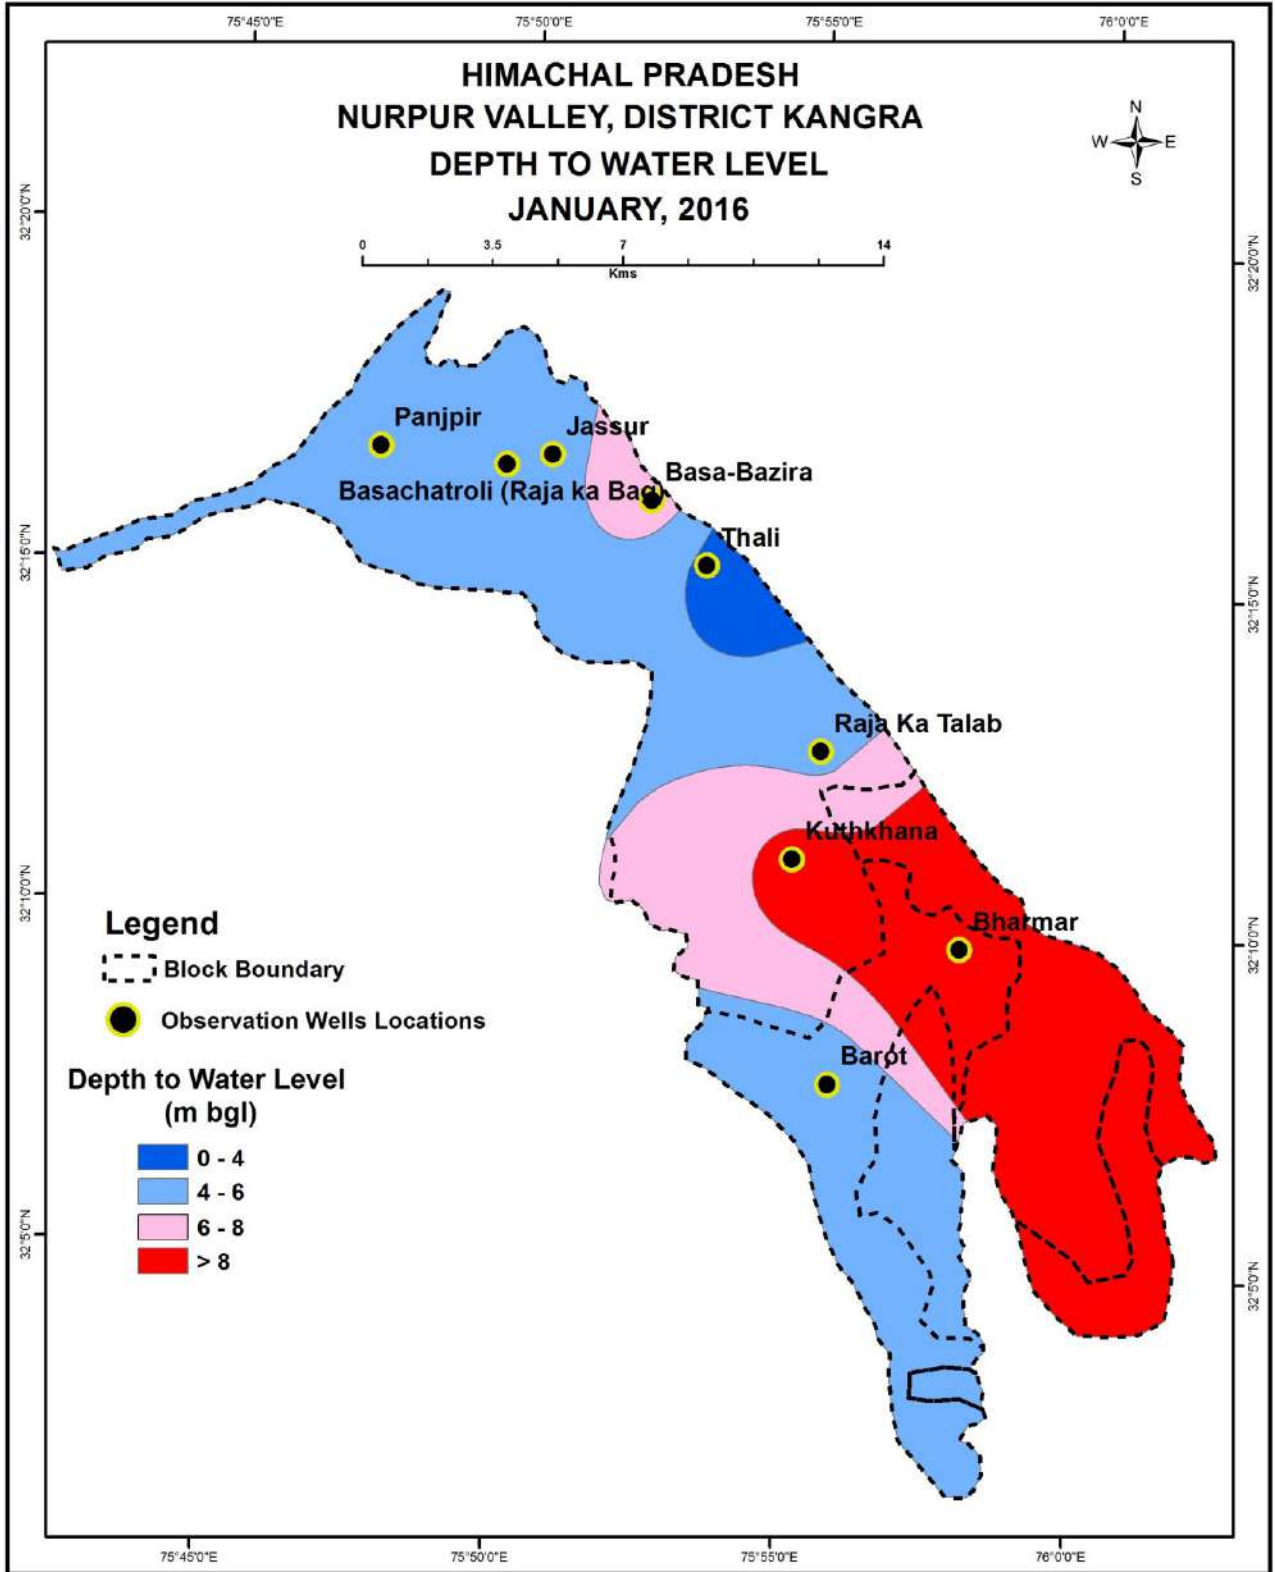 75°45'0"E
75°50'0"E
75°55'0"E
76°0'0"E
HIMACHAL PRADESH
NURPUR VALLEY, DISTRICT KANGRA
DEPTH TO WATER LEVEL
JANUARY, 2016
N
W
E
S
0
3.5
7
14
Kms
32°20'0"N
32°20'0"N
Panjpir
Jassur
Basa-Bazira
Basachatroli (Raja ka Bag)
Thali
32°15'0"N
32°15'0"N
Raja Ka Talab
Kuthkhana
32°10'0"N
Bharmar
32°10'0"N
Barot
Legend
Block Boundary
Observation Wells Locations
Depth to Water Level
(m bgl)
0 - 4
4 - 6
6 - 8
> 8
32°5'0"N
32°5'0"N
75°45'0"E
75°50'0"E
75°55'0"E
76°0'0"E